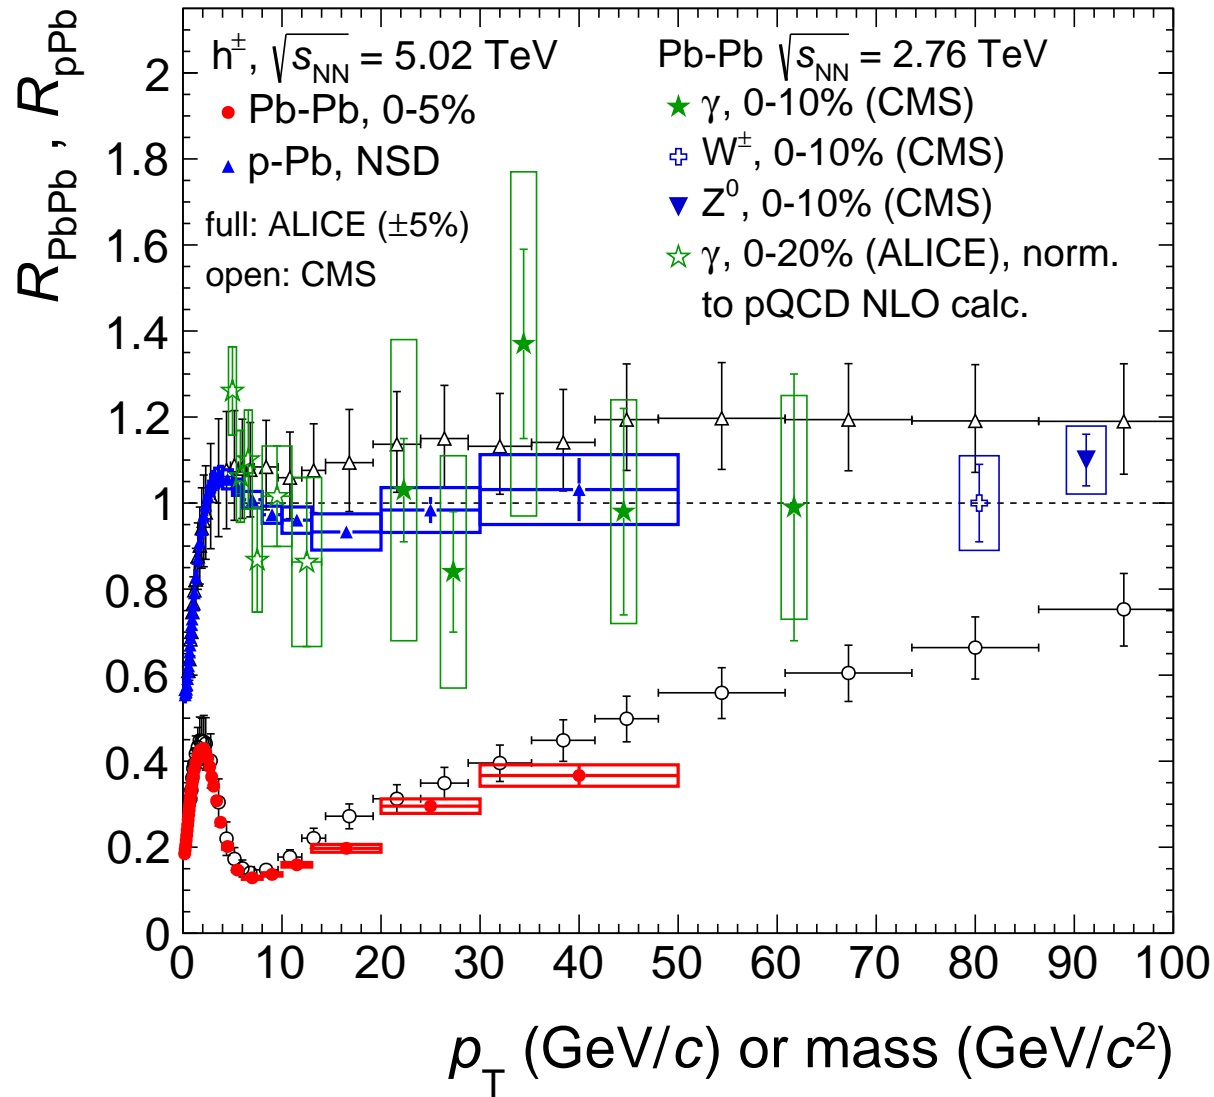 R_PbPb , R_pPb
h^±, √s_NN = 5.02 TeV
Pb-Pb, 0-5%
p-Pb, NSD
full: ALICE (±5%)
open: CMS
Pb-Pb √s_NN = 2.76 TeV
γ, 0-10% (CMS)
W^±, 0-10% (CMS)
Z^0, 0-10% (CMS)
γ, 0-20% (ALICE), norm.
to pQCD NLO calc.
2
1.8
1.6
1.4
1.2
1
0.8
0.6
0.4
0.2
0
0 10 20 30 40 50 60 70 80 90 100
p_T (GeV/c) or mass (GeV/c^2)